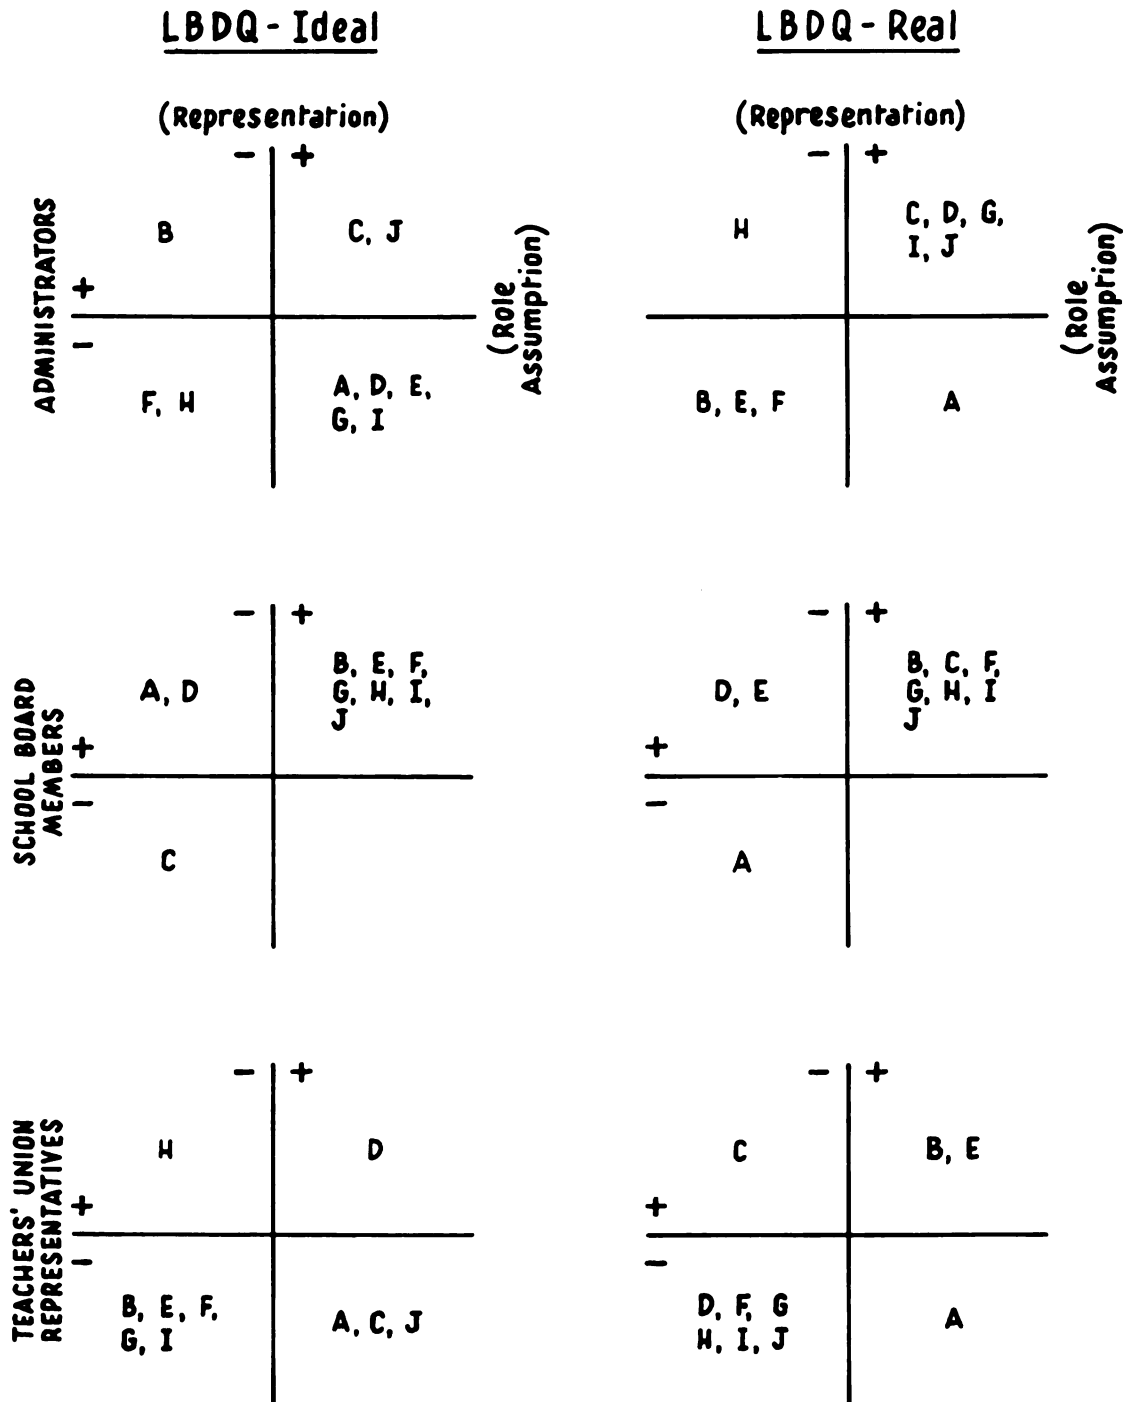 LBDQ - Ideal
LBDQ - Real
(Representation)
(Representation)
- +
- +
ADMINISTRATORS
B
C, J
H
C, D, G,
I, J
(Role
Assumption)
(Role
Assumption)
+
-
F, H
A, D, E,
G, I
B, E, F
A
- +
- +
SCHOOL BOARD
MEMBERS
A, D
B, E, F,
G, H, I,
J
D, E
B, C, F,
G, H, I
J
+
-
+
-
C
A
- +
- +
TEACHERS' UNION
REPRESENTATIVES
H
D
C
B, E
+
-
+
-
B, E, F,
G, I
A, C, J
D, F, G
H, I, J
A